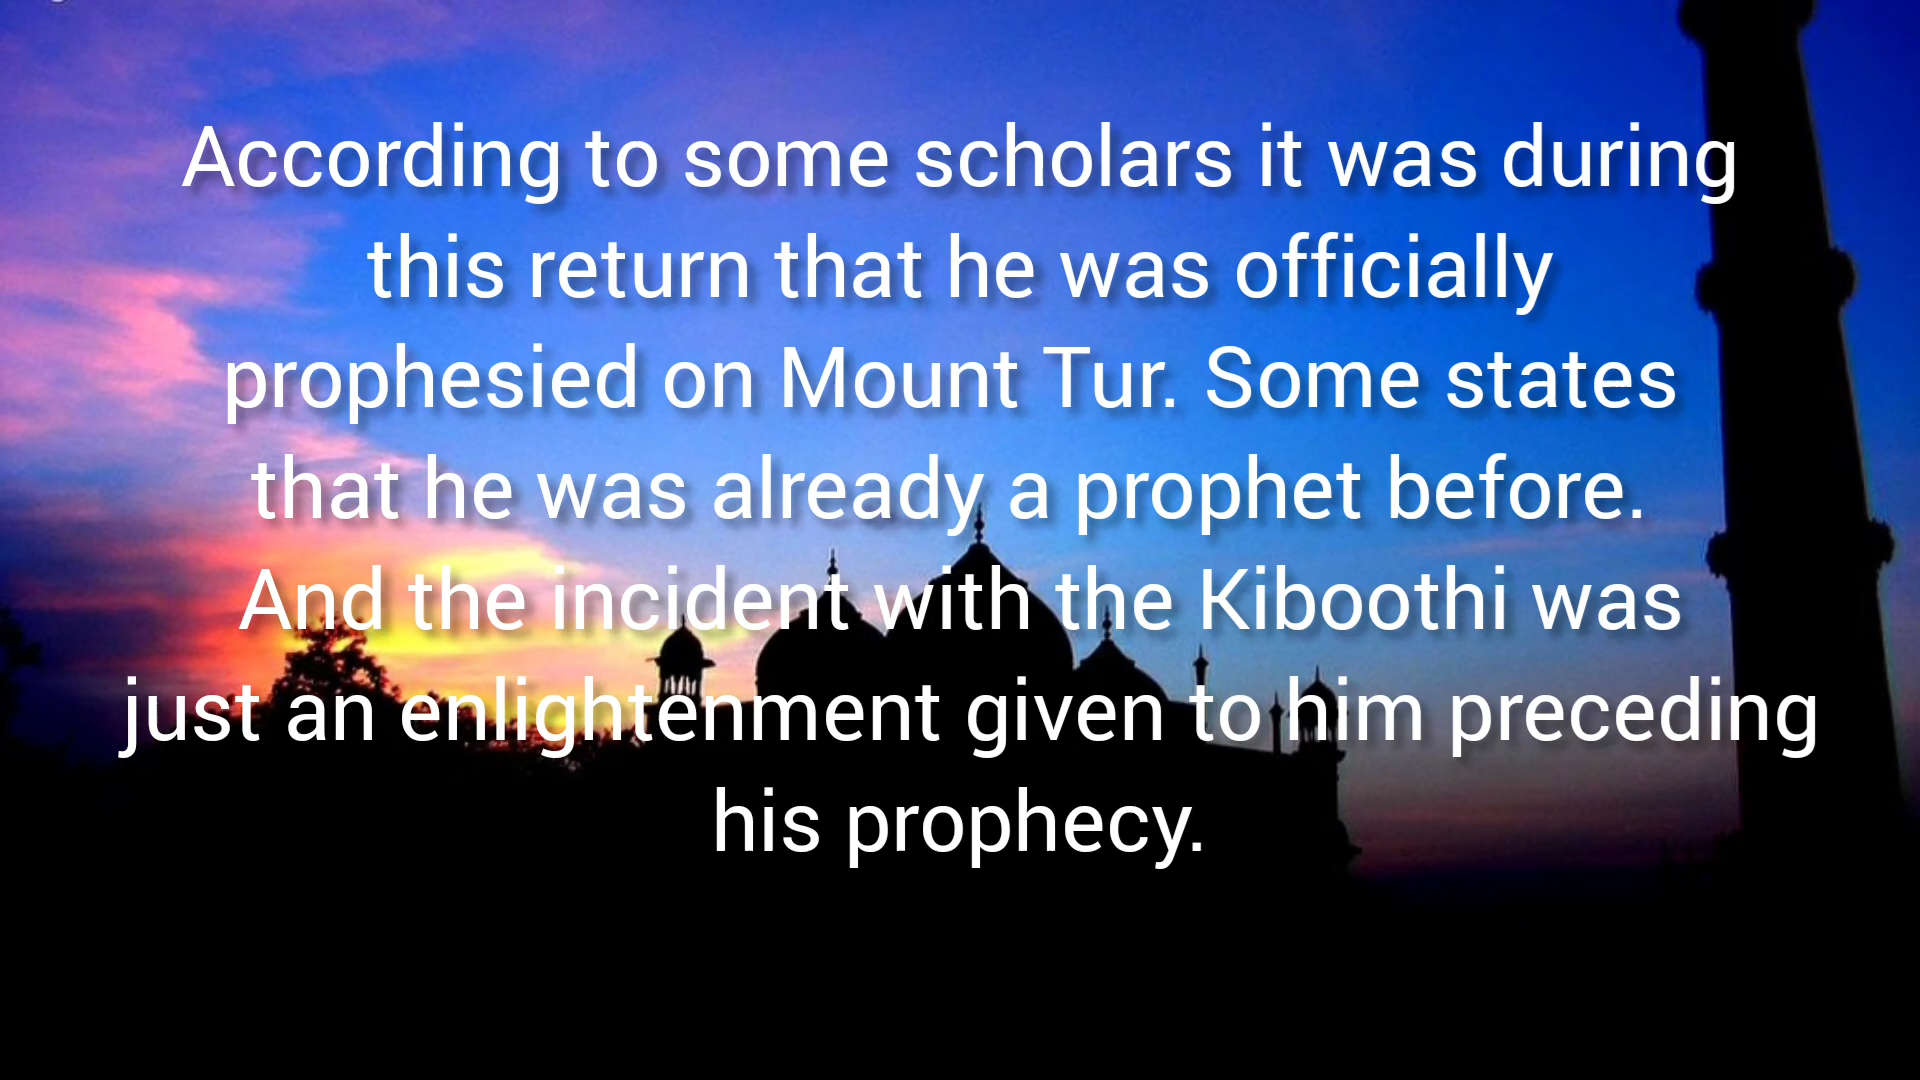 According to some scholars it was during
this return that he was officially
prophesied on Mount Tur. Some states
that he was already a prophet before.
And the incident with the Kiboothi was
just an enlightenment given to him preceding
his prophecy.